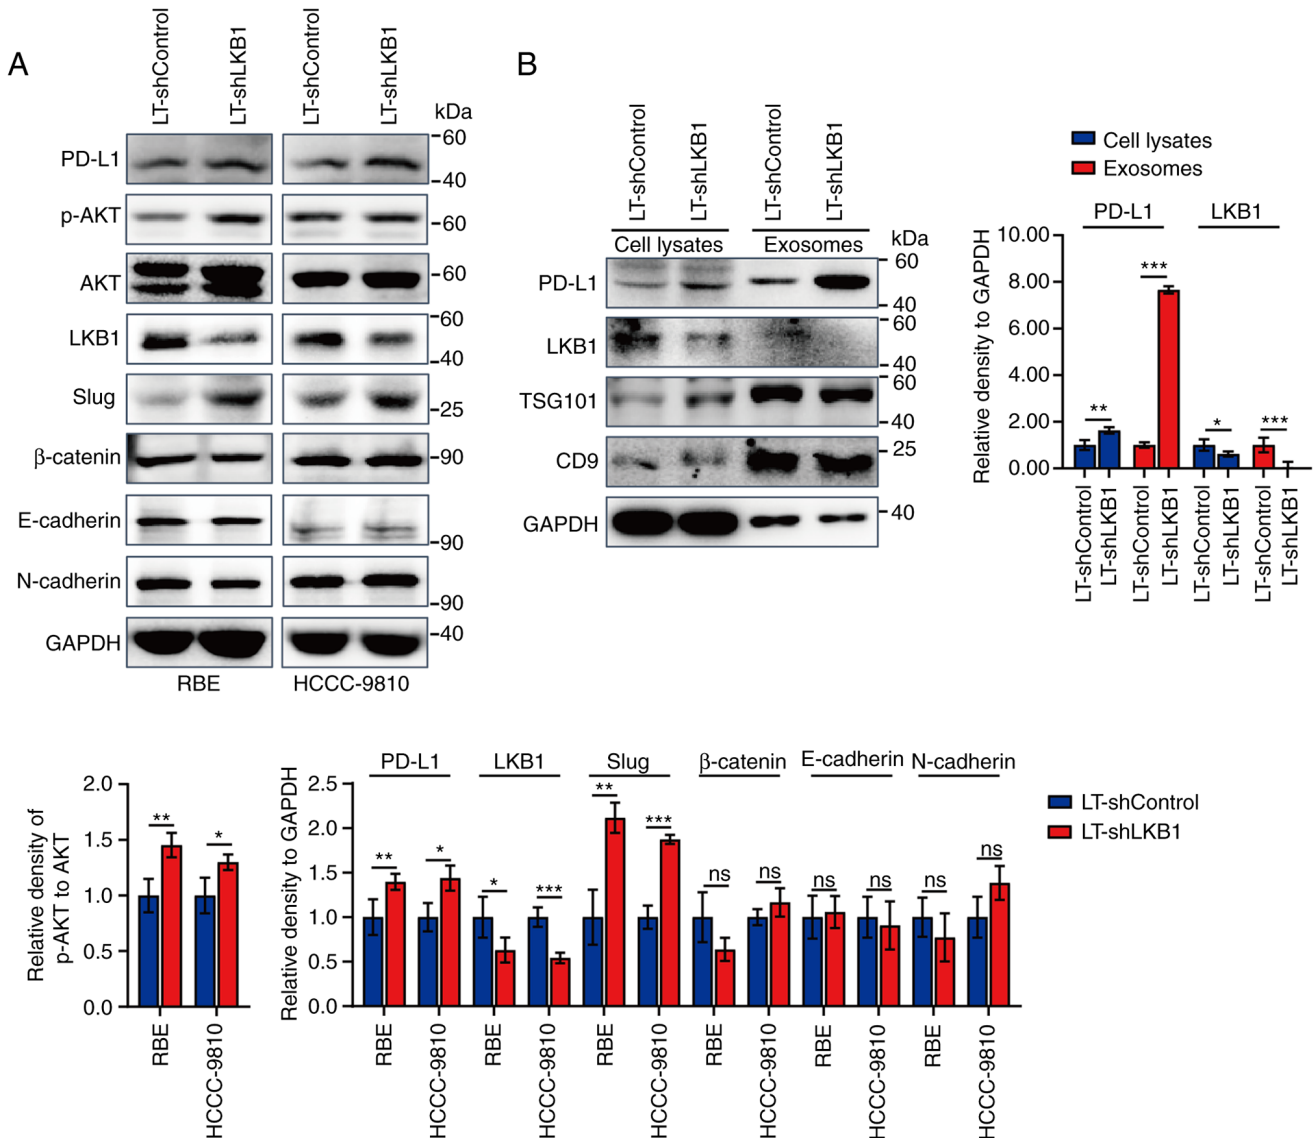 A
LT-shControl
LT-shLKB1
LT-shControl
LT-shLKB1
kDa
PD-L1
60
40
p-AKT
60
AKT
60
LKB1
60
40
Slug
25
β-catenin
90
E-cadherin
90
N-cadherin
90
GAPDH
40
RBE
HCCC-9810
B
LT-shControl
LT-shLKB1
LT-shControl
LT-shLKB1
Cell lysates
Exosomes
kDa
PD-L1
60
40
LKB1
60
40
TSG101
60
40
CD9
25
GAPDH
40
Cell lysates
Exosomes
PD-L1
LKB1
Relative density to GAPDH
10.00
8.00
6.00
4.00
2.00
0.00
**
***
*
***
LT-shControl
LT-shLKB1
LT-shControl
LT-shLKB1
LT-shControl
LT-shLKB1
LT-shControl
LT-shLKB1
Relative density of
p-AKT to AKT
2.0
1.5
1.0
0.5
0.0
**
*
RBE
HCCC-9810
Relative density to GAPDH
2.5
2.0
1.5
1.0
0.5
0.0
PD-L1
LKB1
Slug
β-catenin
E-cadherin
N-cadherin
**
*
*
***
**
***
ns
ns
ns
ns
ns
ns
RBE
HCCC-9810
RBE
HCCC-9810
RBE
HCCC-9810
RBE
HCCC-9810
RBE
HCCC-9810
RBE
HCCC-9810
LT-shControl
LT-shLKB1